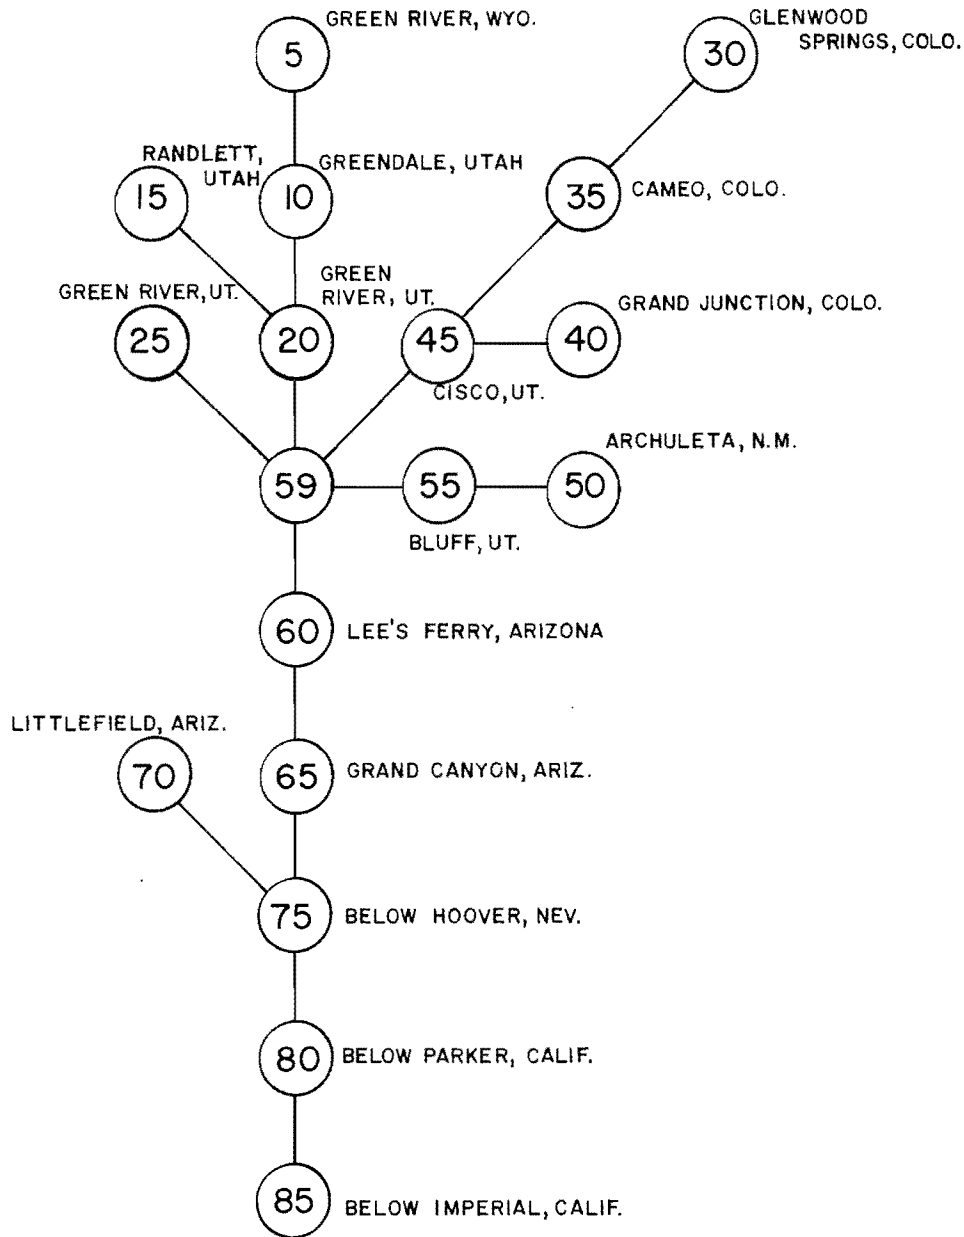 GREEN RIVER, WYO.
5
GLENWOOD
SPRINGS, COLO.
30
RANDLETT,
UTAH
15
GREENDALE, UTAH
10
35
CAMEO, COLO.
GREEN RIVER, UT.
25
GREEN
RIVER, UT.
20
45
CISCO, UT.
GRAND JUNCTION, COLO.
40
59
55
BLUFF, UT.
ARCHULETA, N.M.
50
60
LEE'S FERRY, ARIZONA
LITTLEFIELD, ARIZ.
70
65
GRAND CANYON, ARIZ.
75
BELOW HOOVER, NEV.
80
BELOW PARKER, CALIF.
85
BELOW IMPERIAL, CALIF.